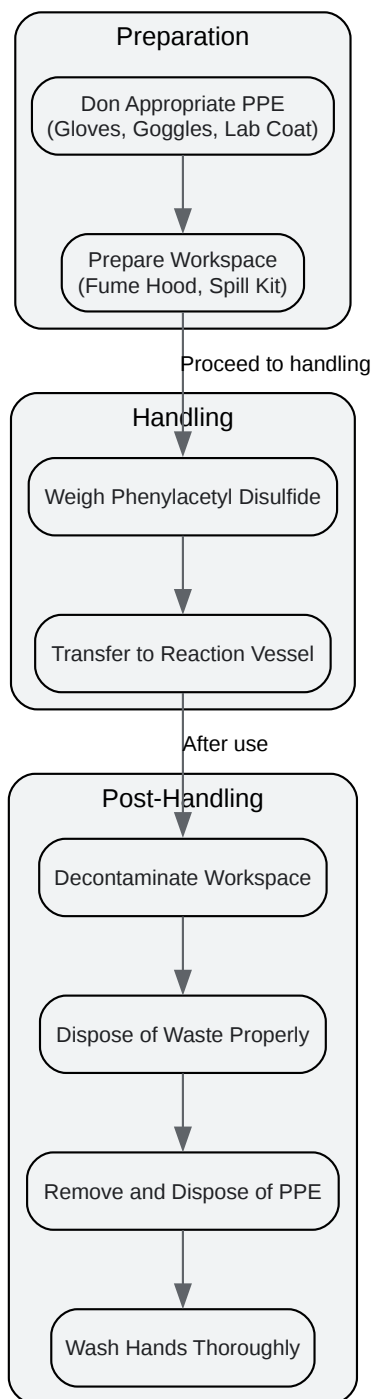 Preparation
Don Appropriate PPE
(Gloves, Goggles, Lab Coat)
Prepare Workspace
(Fume Hood, Spill Kit)
Proceed to handling
Handling
Weigh Phenylacetyl Disulfide
Transfer to Reaction Vessel
After use
Post-Handling
Decontaminate Workspace
Dispose of Waste Properly
Remove and Dispose of PPE
Wash Hands Thoroughly